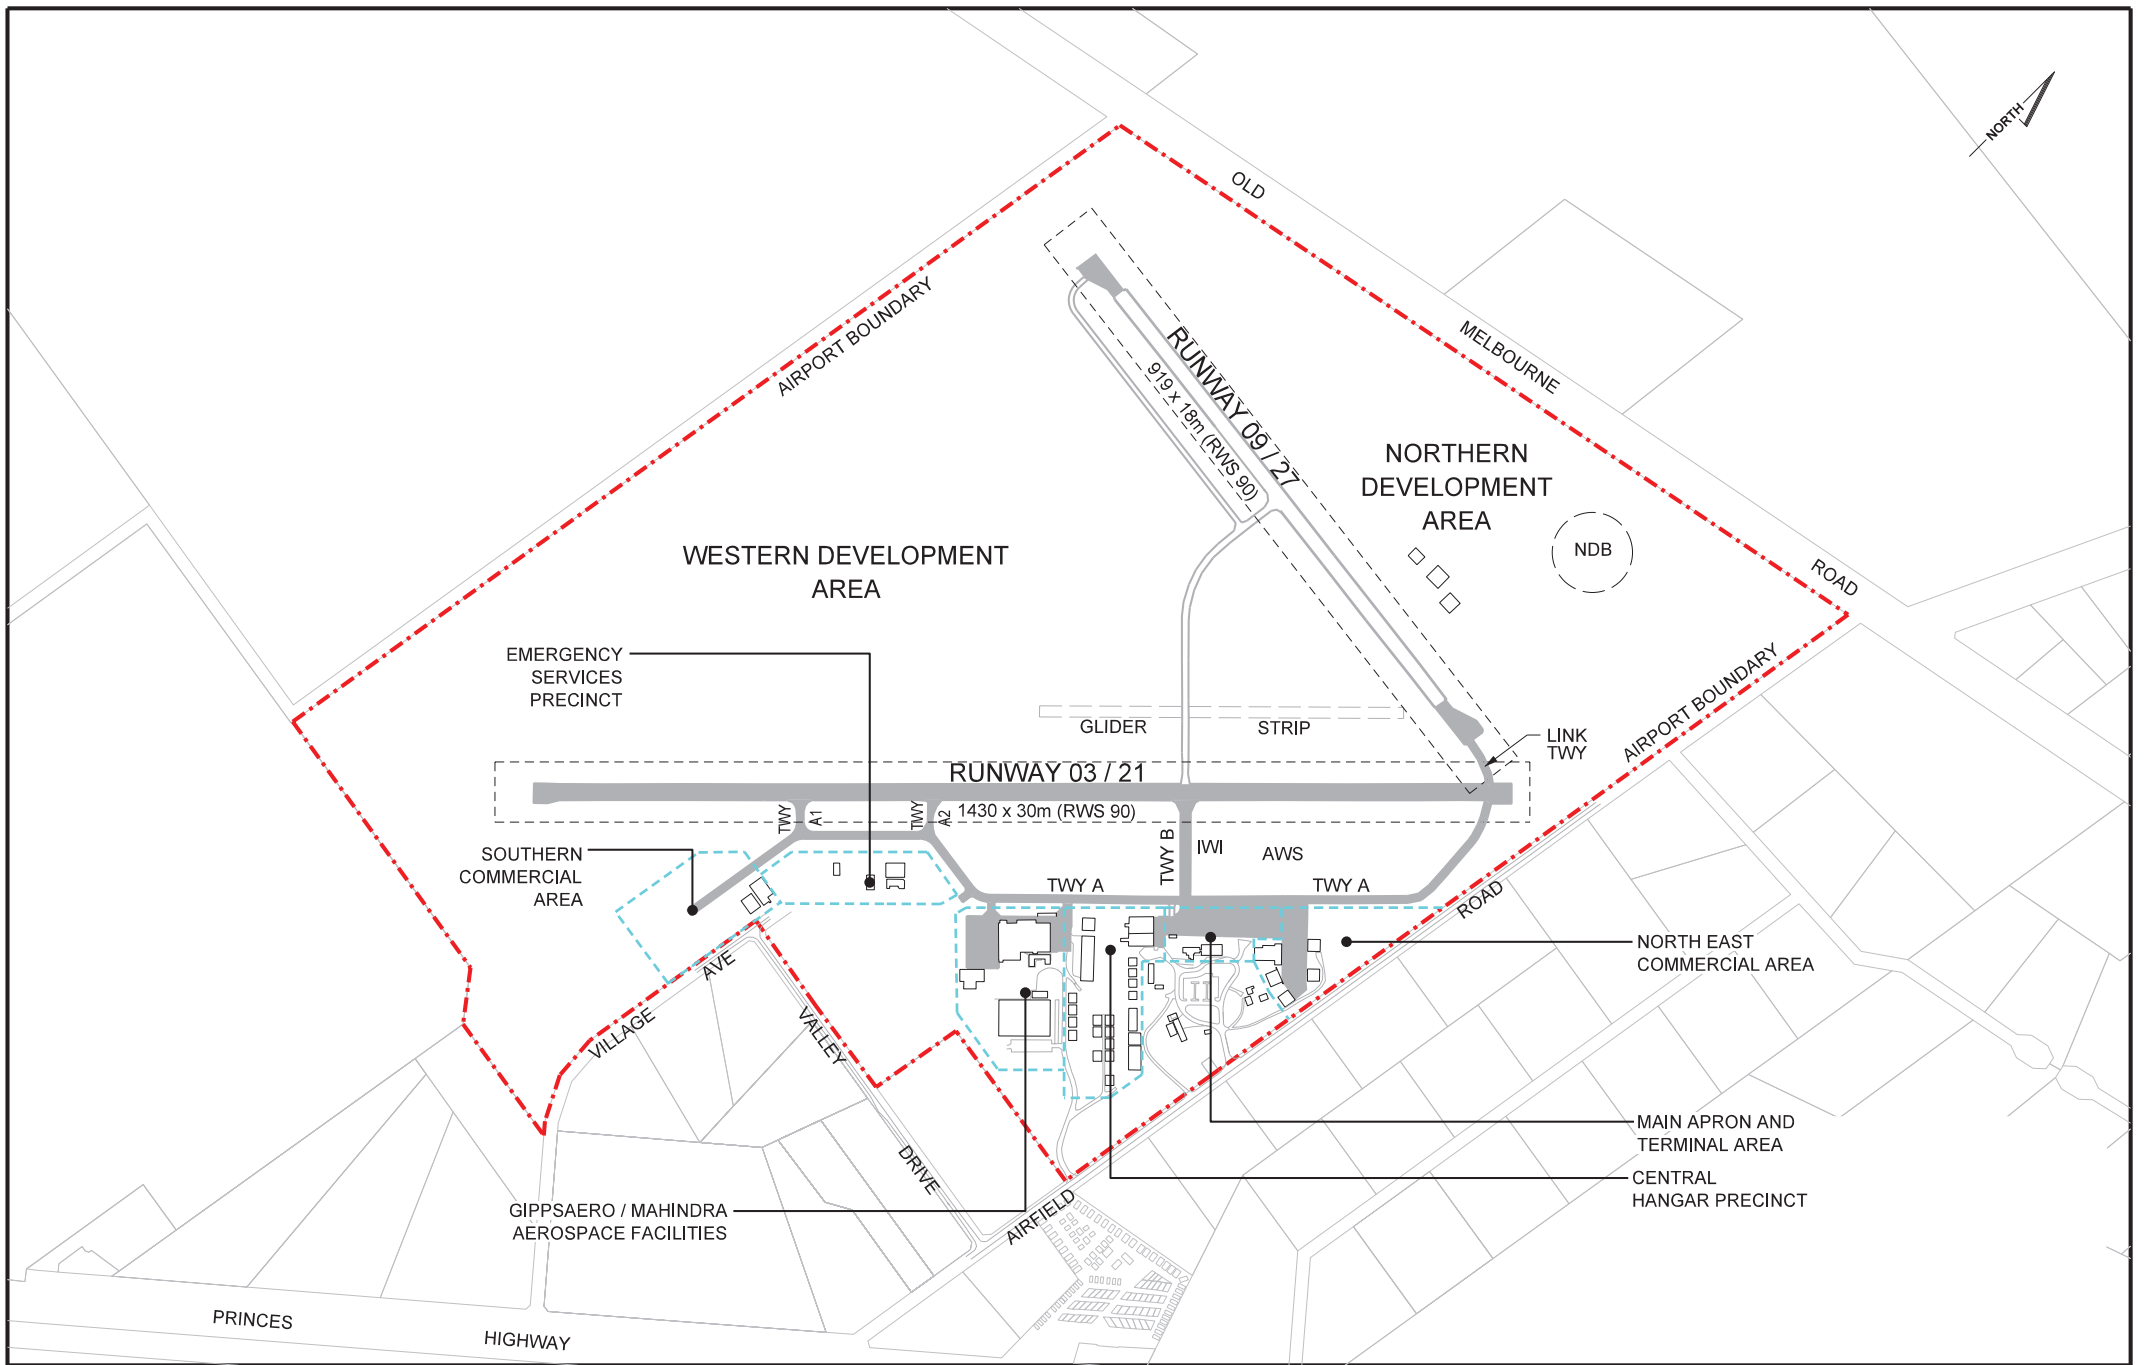 NORTH
OLD
MELBOURNE
ROAD
AIRPORT BOUNDARY
RUNWAY 09 / 27
919 x 18m (RWS 90)
NORTHERN
DEVELOPMENT
AREA
NDB
WESTERN DEVELOPMENT
AREA
EMERGENCY
SERVICES
PRECINCT
AIRPORT BOUNDARY
GLIDER STRIP
LINK
TWY
RUNWAY 03 / 21
1430 x 30m (RWS 90)
TWY
A1
TWY
A2
TWY B
IWI
AWS
SOUTHERN
COMMERCIAL
AREA
TWY A
TWY A
ROAD
NORTH EAST
COMMERCIAL AREA
AVE
VILLAGE
VALLEY
DRIVE
MAIN APRON AND
TERMINAL AREA
CENTRAL
HANGAR PRECINCT
GIPPSAERO / MAHINDRA
AEROSPACE FACILITIES
AIRFIELD
PRINCES
HIGHWAY